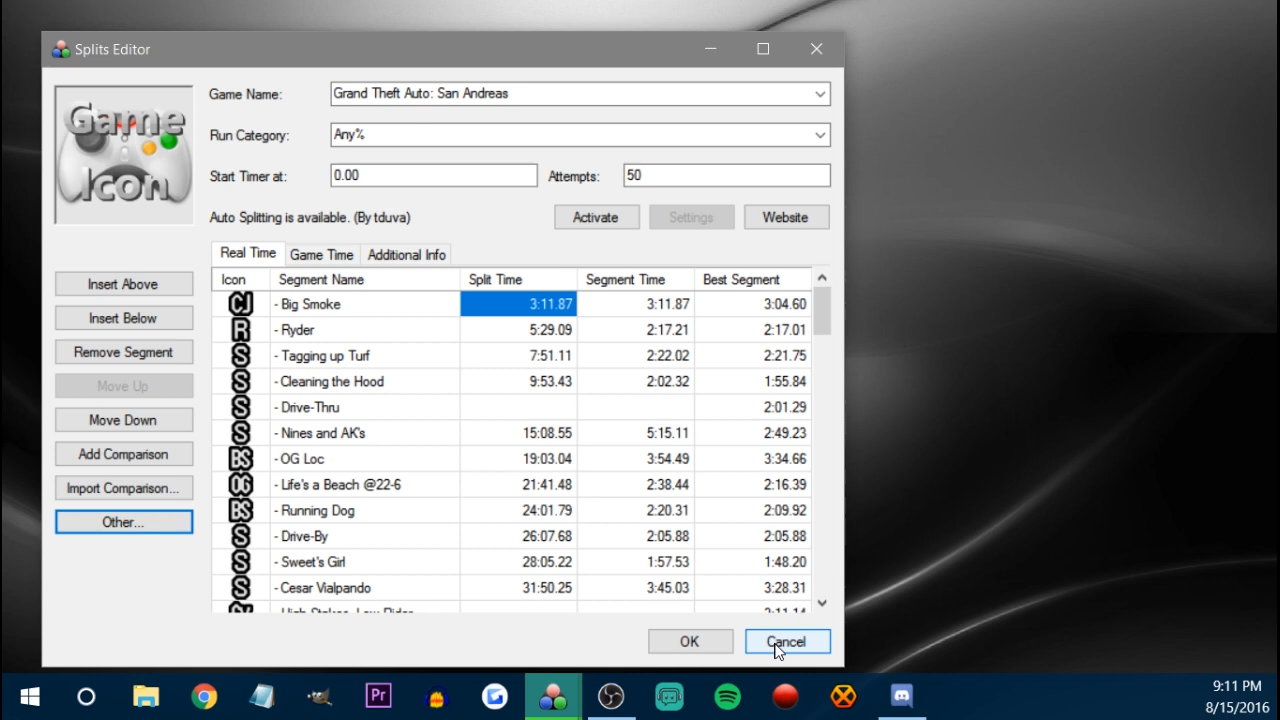 Splits Editor
Game Icon
Game Name: Grand Theft Auto: San Andreas
Run Category: Any%
Start Timer at: 0.00 Attempts: 50
Auto Splitting is available. (By tduva) Activate Settings Website
Real Time Game Time Additional Info
Icon Segment Name Split Time Segment Time Best Segment
Insert Above
Insert Below
Remove Segment
Move Up
Move Down
Add Comparison
Import Comparison...
Other...
CJ - Big Smoke 3:11.87 3:11.87 3:04.60
R - Ryder 5:29.09 2:17.21 2:17.01
S - Tagging up Turf 7:51.11 2:22.02 2:21.75
S - Cleaning the Hood 9:53.43 2:02.32 1:55.84
S - Drive-Thru 2:01.29
S - Nines and AK's 15:08.55 5:15.11 2:49.23
BS - OG Loc 19:03.04 3:54.49 3:34.66
OG - Life's a Beach @22-6 21:41.48 2:38.44 2:16.39
BS - Running Dog 24:01.79 2:20.31 2:09.92
S - Drive-By 26:07.68 2:05.88 2:05.88
S - Sweet's Girl 28:05.22 1:57.53 1:48.20
S - Cesar Vialpando 31:50.25 3:45.03 3:28.31
OK Cancel
Pr
9:11 PM
8/15/2016